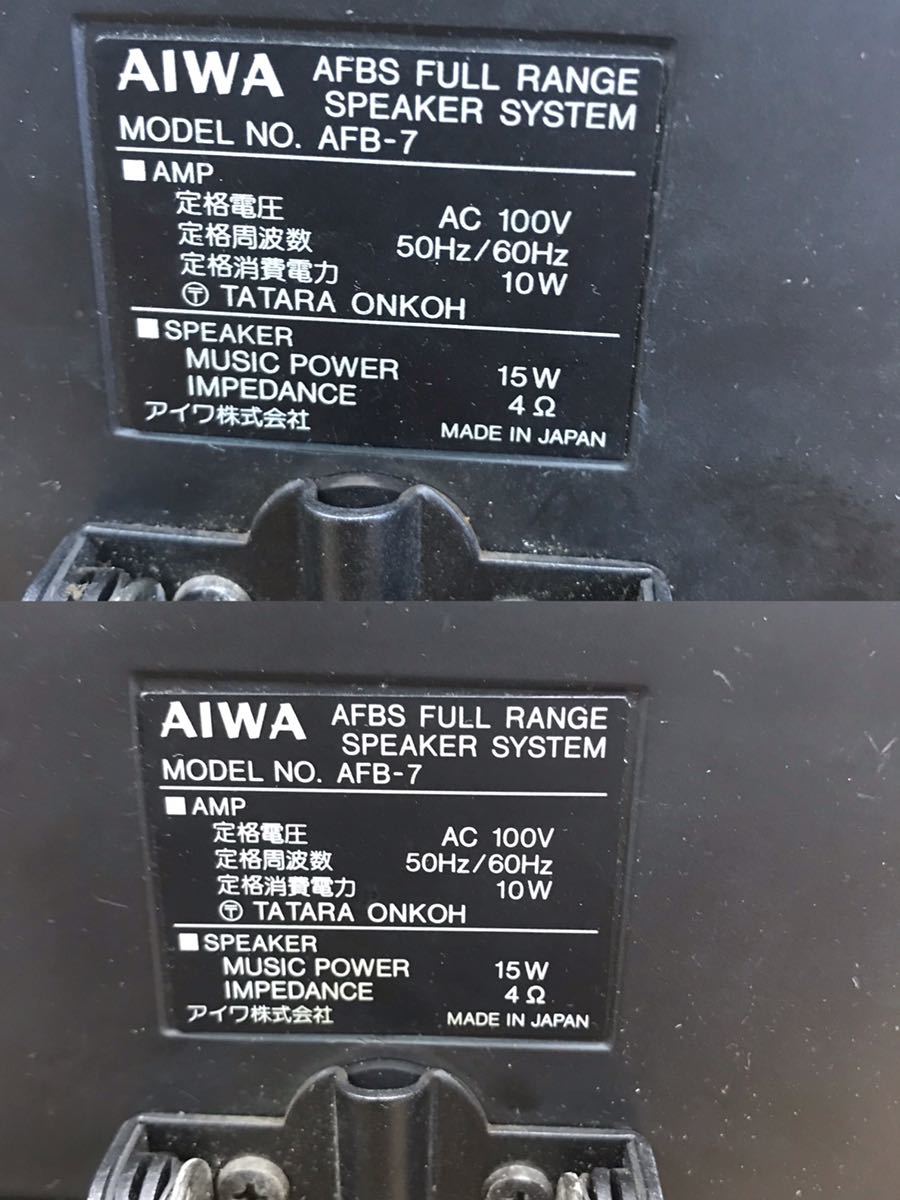 AIWA AFBS FULL RANGE
SPEAKER SYSTEM
MODEL NO. AFB-7
■AMP
定格電圧 AC 100V
定格周波数 50Hz/60Hz
定格消費電力 10W
〶 TATARA ONKOH
■SPEAKER
MUSIC POWER 15W
IMPEDANCE 4Ω
アイワ株式会社 MADE IN JAPAN
AIWA AFBS FULL RANGE
SPEAKER SYSTEM
MODEL NO. AFB-7
■AMP
定格電圧 AC 100V
定格周波数 50Hz/60Hz
定格消費電力 10W
〶 TATARA ONKOH
■SPEAKER
MUSIC POWER 15W
IMPEDANCE 4Ω
アイワ株式会社 MADE IN JAPAN